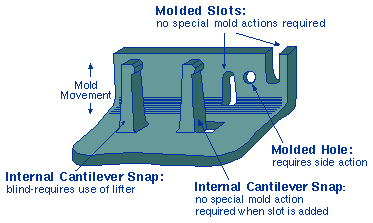 Molded Slots:
no special mold actions required
Mold
Movement
Molded Hole:
requires side action
Internal Cantilever Snap:
blind-requires use of lifter
Internal Cantilever Snap:
no special mold action
required when slot is added